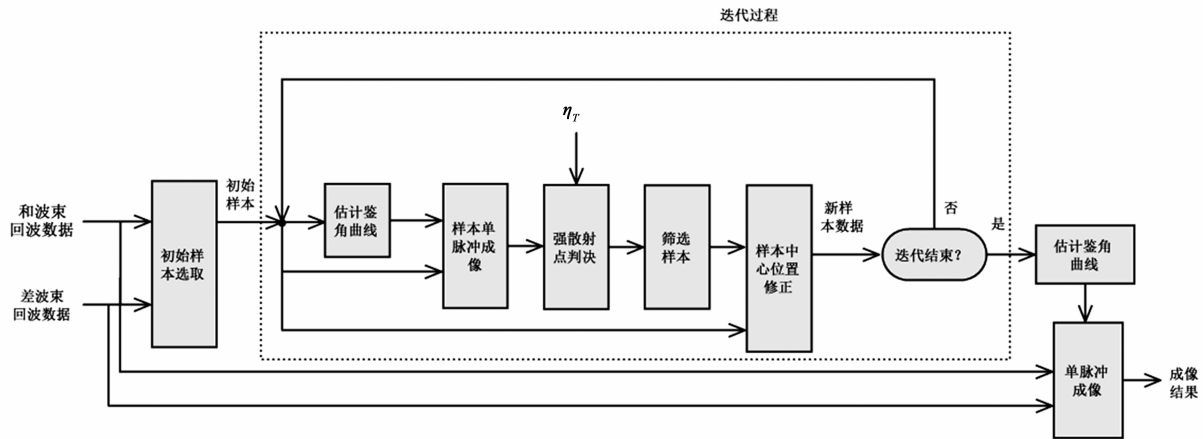 迭代过程
η_T
和波束
回波数据
差波束
回波数据
初始样
本选取
初始
样本
估计鉴
角曲线
样本单
脉冲成
像
强散射
点判决
筛选
样本
样本中
心位置
修正
新样
本数据
迭代结束？
否
是
估计鉴角
曲线
单脉冲
成像
成像
结果